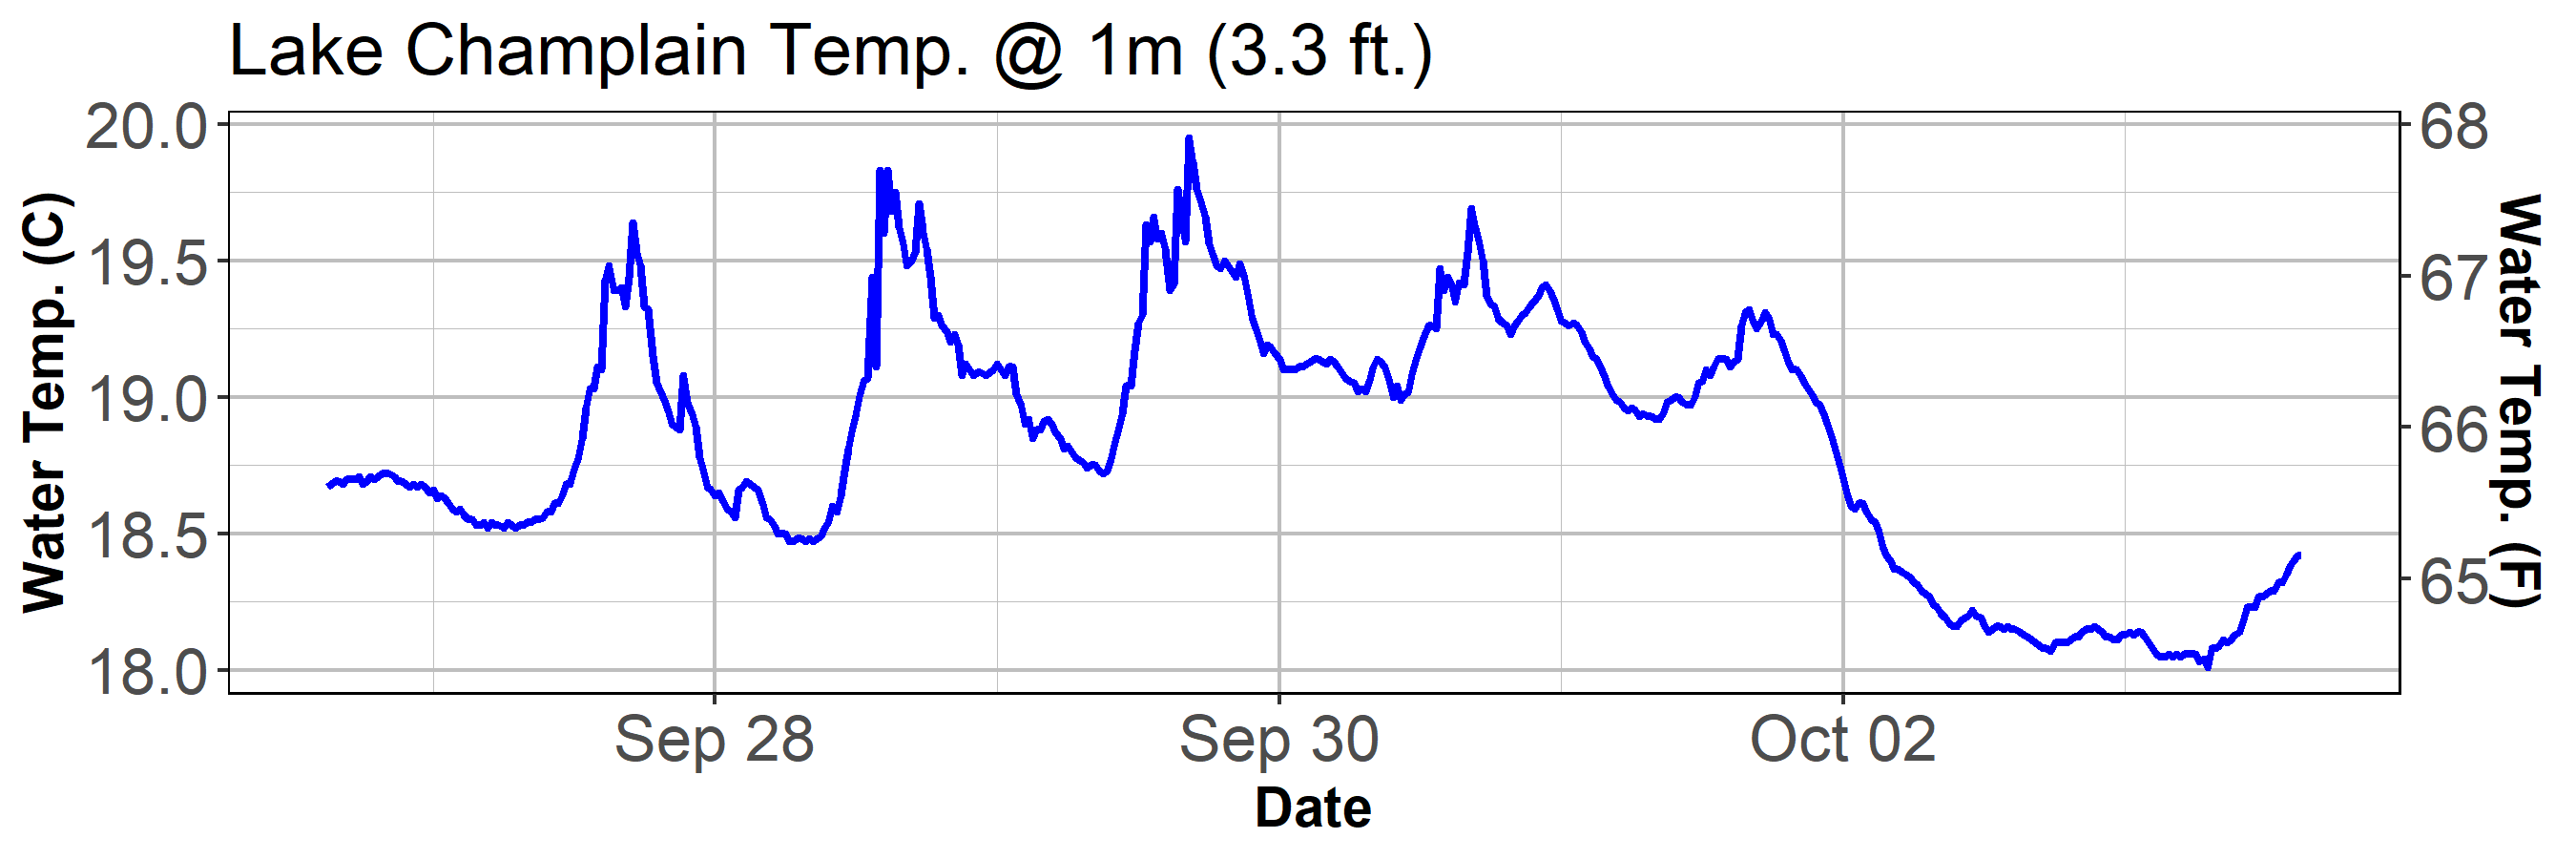 Lake Champlain Temp. @ 1m (3.3 ft.)
Water Temp. (C)
20.0
19.5
19.0
18.5
18.0
68
67
66
65
Water Temp. (F)
Sep 28
Sep 30
Oct 02
Date